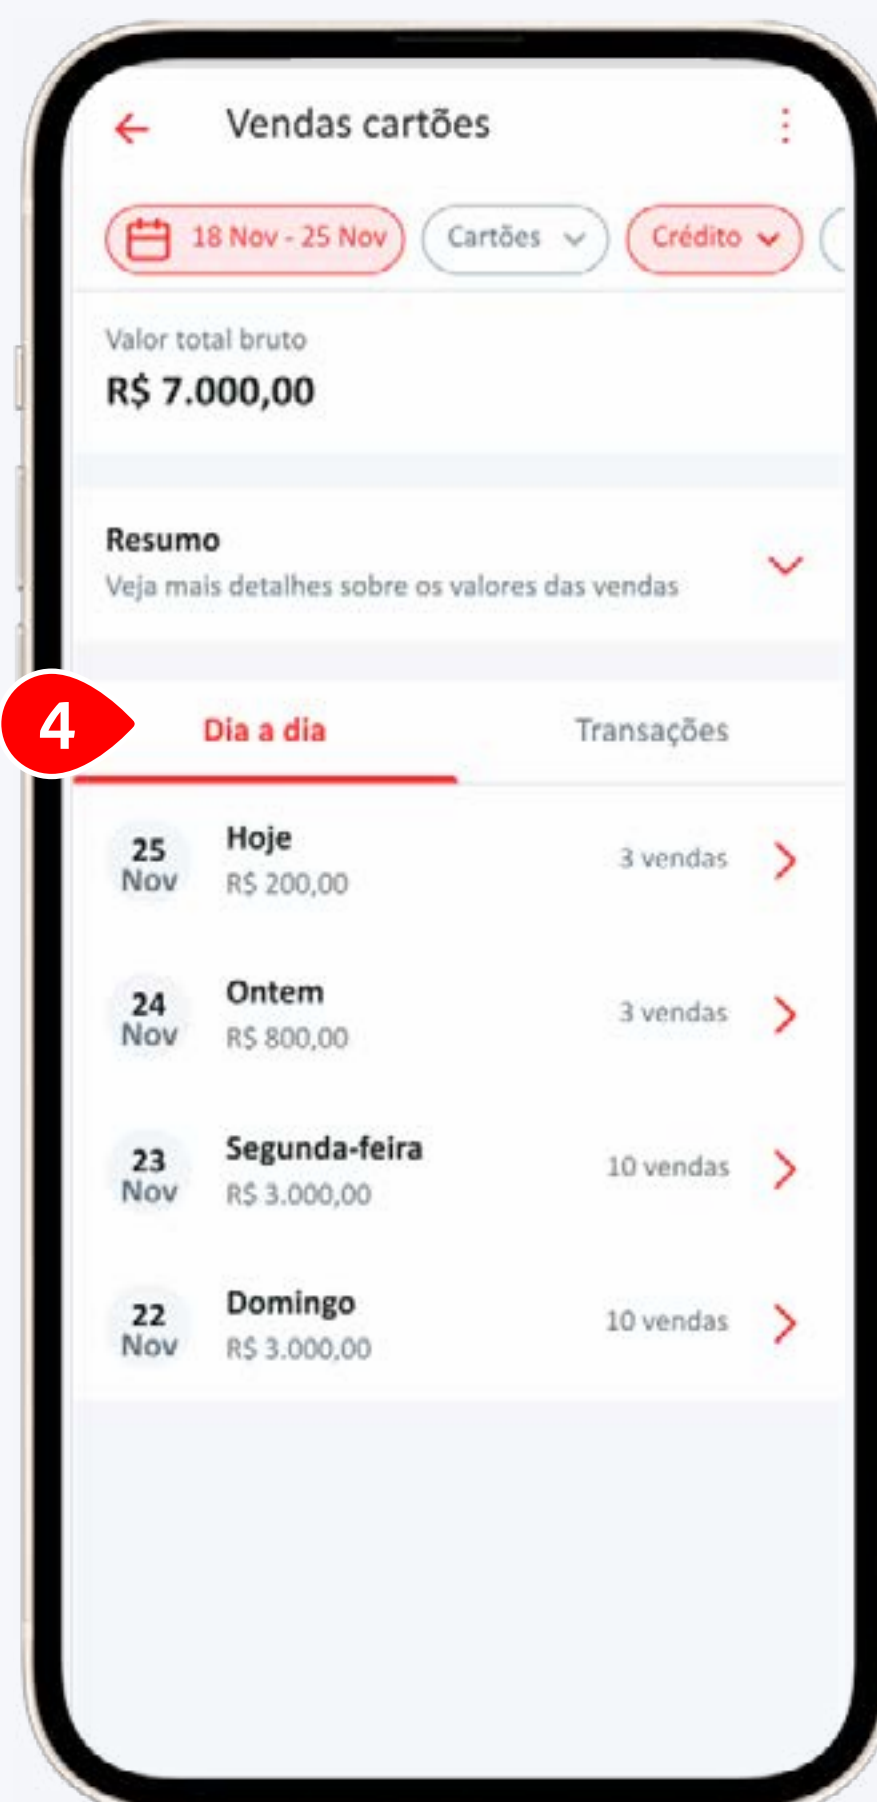 Vendas cartões
18 Nov - 25 Nov
Cartões
Crédito
Valor total bruto
R$ 7.000,00
Resumo
Veja mais detalhes sobre os valores das vendas
4
Dia a dia
Transações
25
Nov
Hoje
R$ 200,00
3 vendas
24
Nov
Ontem
R$ 800,00
3 vendas
23
Nov
Segunda-feira
R$ 3.000,00
10 vendas
22
Nov
Domingo
R$ 3.000,00
10 vendas